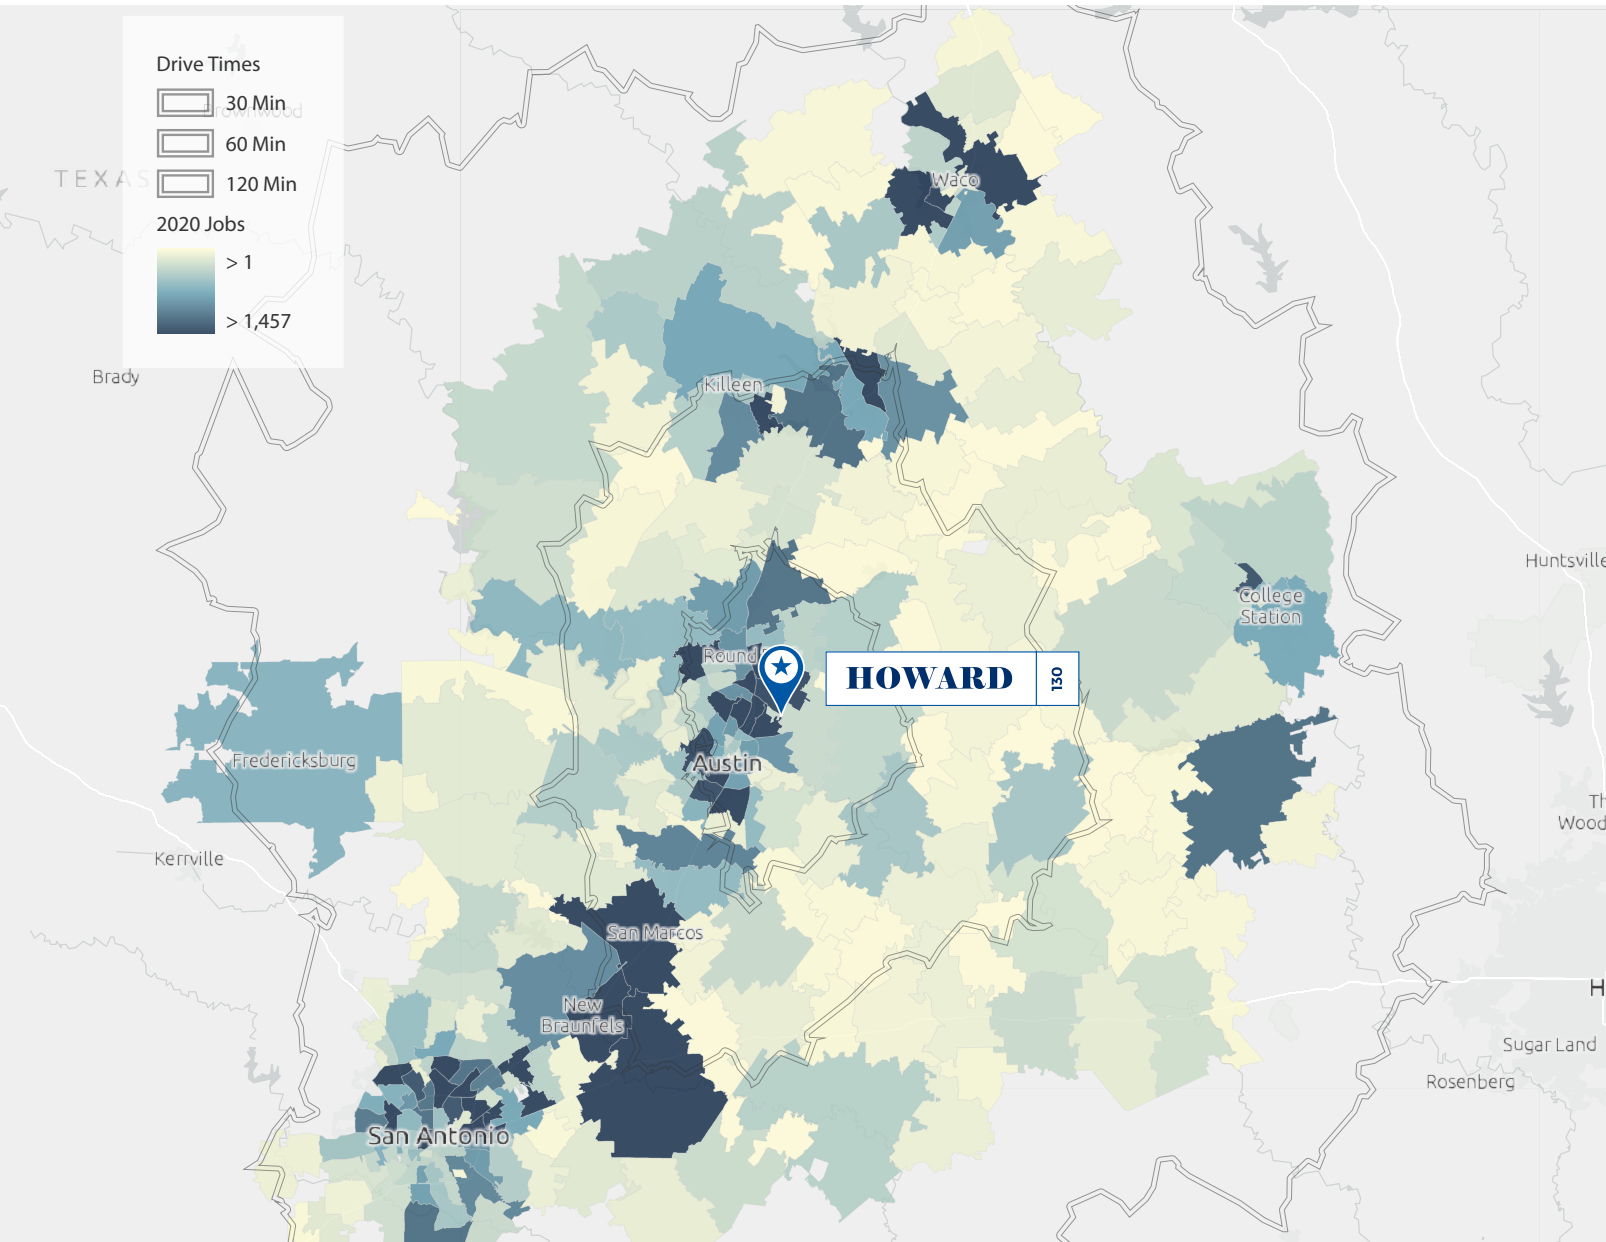 Drive Times
30 Min
Brownwood
60 Min
120 Min
TEXAS
2020 Jobs
> 1
> 1,457
Waco
Brady
Killeen
Huntsville
College
Station
Round
HOWARD
130
Austin
Fredericksburg
Kerrville
San Marcos
New
Braunfels
Sugar Land
Rosenberg
San Antonio